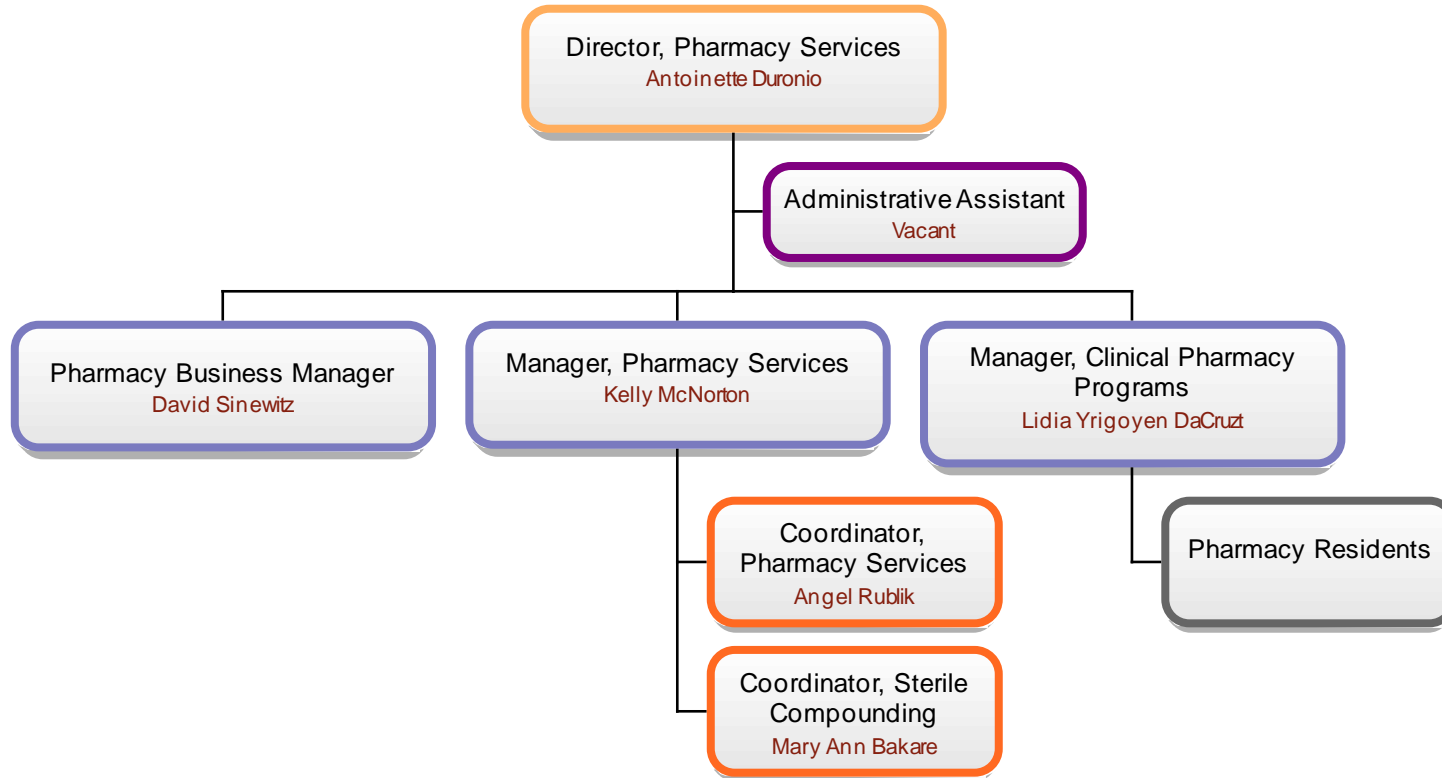 Director, Pharmacy Services
Antoinette Duronio
Administrative Assistant
Vacant
Pharmacy Business Manager
David Sinewitz
Manager, Pharmacy Services
Kelly McNorton
Manager, Clinical Pharmacy
Programs
Lidia Yrigoyen DaCruzt
Coordinator,
Pharmacy Services
Angel Rublik
Pharmacy Residents
Coordinator, Sterile
Compounding
Mary Ann Bakare